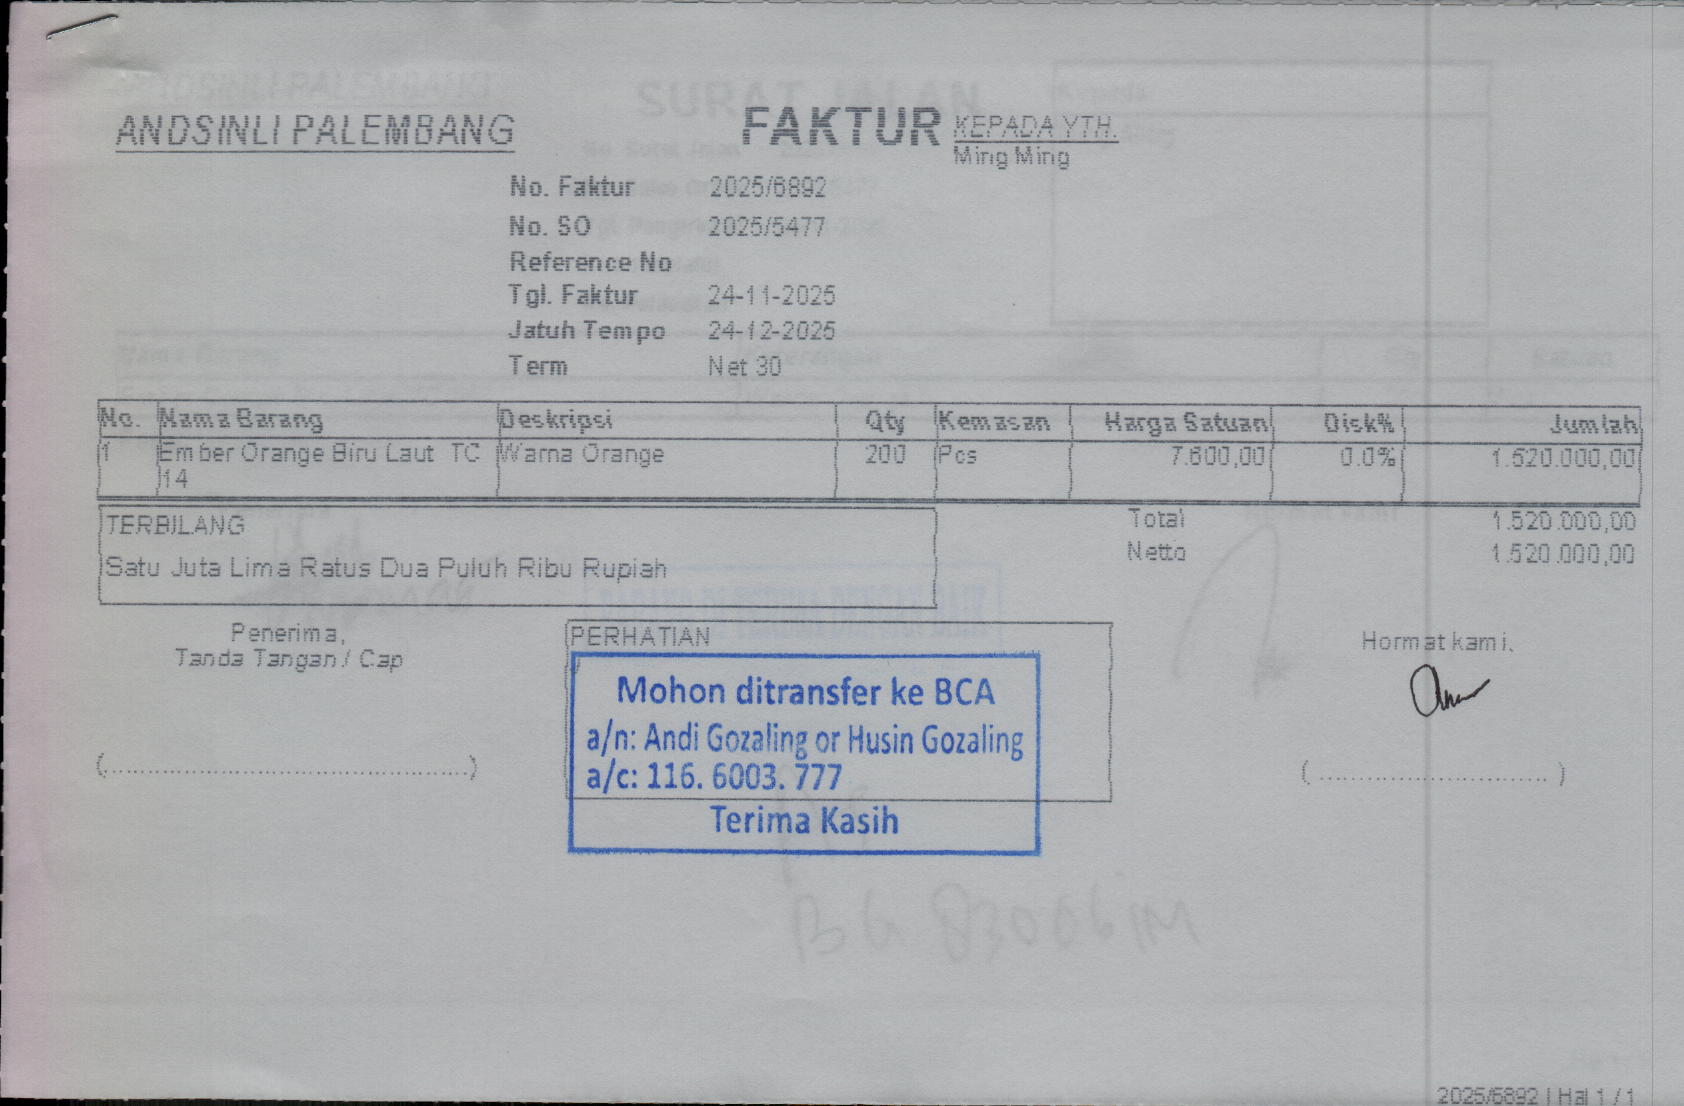 ANDSINLI PALEMBANG
FAKTUR
KEPADA YTH.
Ming Ming
No. Faktur 2025/6892
No. SO 2025/5477
Reference No
Tgl. Faktur 24-11-2025
Jatuh Tempo 24-12-2025
Term Net 30
No. Nama Barang Deskripsi Qty Kemasan Harga Satuan Disk% Jumlah
1 Ember Orange Biru Laut TC Warna Orange 200 Pcs 7.600,00 0.0% 1.520.000,00
14
TERBILANG
Satu Juta Lima Ratus Dua Puluh Ribu Rupiah
Total 1.520.000,00
Netto 1.520.000,00
Penerima,
Tanda Tangan / Cap
(..............................................)
PERHATIAN
Mohon ditransfer ke BCA
a/n: Andi Gozaling or Husin Gozaling
a/c: 116. 6003. 777
Terima Kasih
Hormat kami,
( ............................. )
SURAT JALAN
2025/6892 | Hal 1 / 1